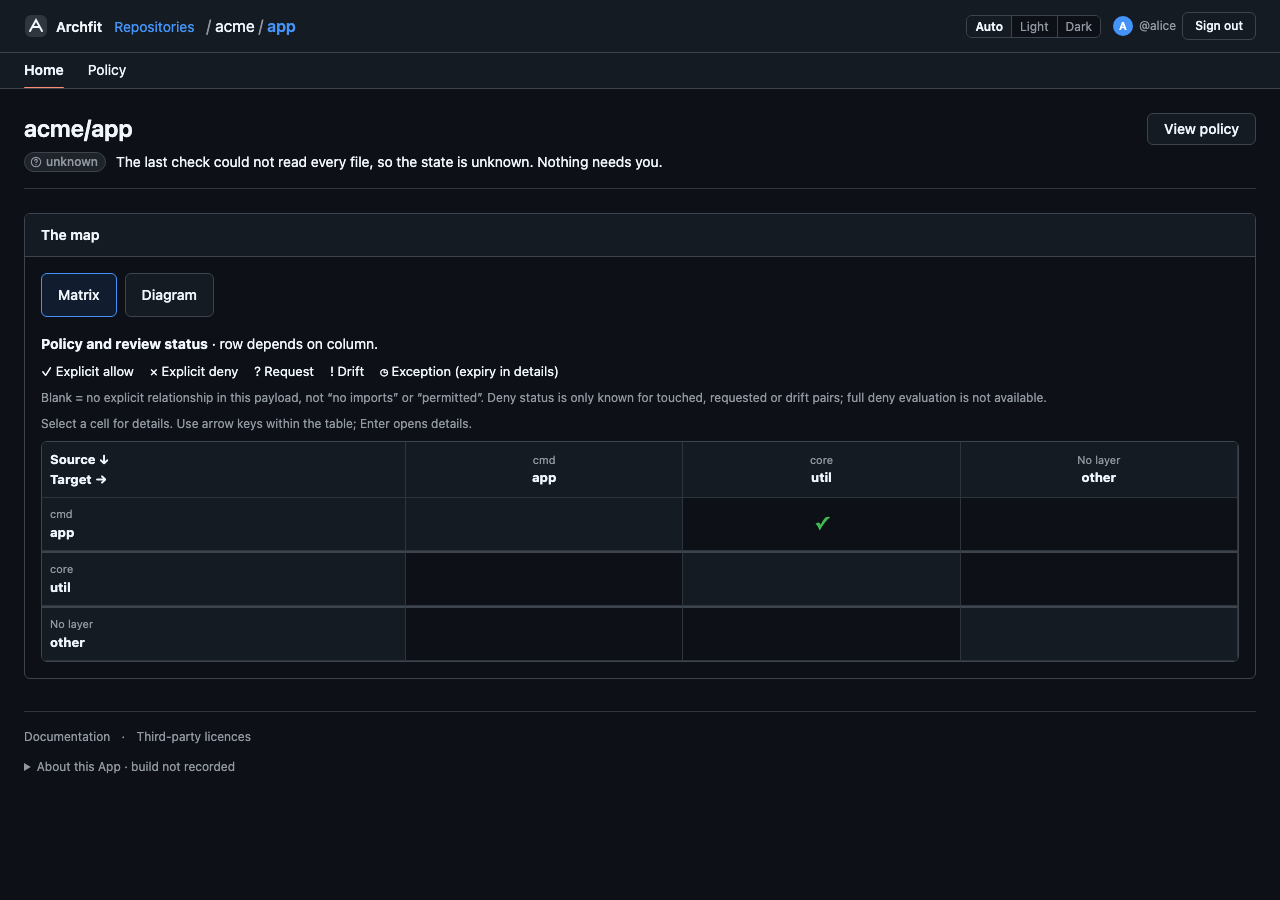 Archfit Repositories / acme / app Auto Light Dark A @alice Sign out
Home Policy
acme/app View policy
unknown The last check could not read every file, so the state is unknown. Nothing needs you.
The map
Matrix Diagram
Policy and review status · row depends on column.
✓ Explicit allow × Explicit deny ? Request ! Drift ◷ Exception (expiry in details)
Blank = no explicit relationship in this payload, not “no imports” or “permitted”. Deny status is only known for touched, requested or drift pairs; full deny evaluation is not available.
Select a cell for details. Use arrow keys within the table; Enter opens details.
Source ↓ cmd core No layer
Target → app util other
cmd
app ✓
core
util
No layer
other
Documentation · Third-party licences
▶ About this App · build not recorded